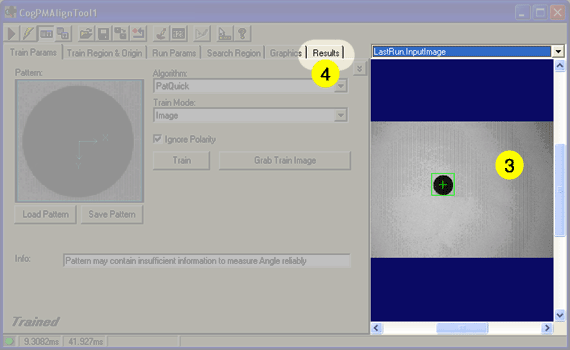 CogPMAlignTool1
Train Params Train Region & Origin Run Params Search Region Graphics Results
4
LastRun.InputImage
Pattern:
Algorithm:
PatQuick
Train Mode:
Image
Ignore Polarity
Train Grab Train Image
3
Load Pattern Save Pattern
Info: Pattern may contain insufficient information to measure Angle reliably
Trained
9.3082ms 41.927ms